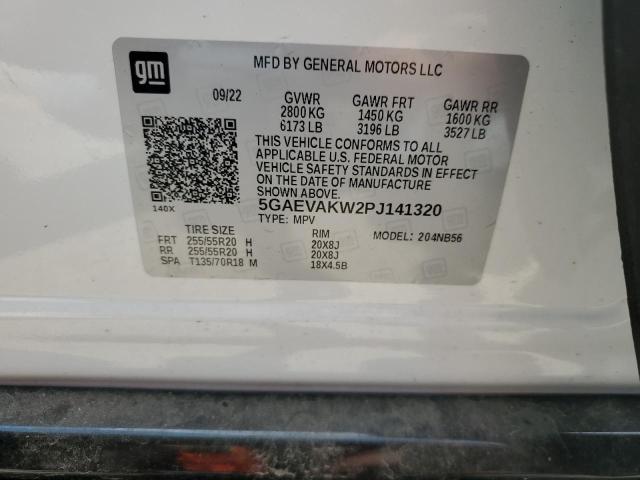 gm
MFD BY GENERAL MOTORS LLC
09/22 GVWR GAWR FRT GAWR RR
2800 KG 1450 KG 1600 KG
6173 LB 3196 LB 3527 LB
THIS VEHICLE CONFORMS TO ALL
APPLICABLE U.S. FEDERAL MOTOR
VEHICLE SAFETY STANDARDS IN EFFECT
ON THE DATE OF MANUFACTURE
SHOWN ABOVE.
5GAEVAKW2PJ141320
140X
TYPE: MPV
TIRE SIZE RIM MODEL: 204NB56
FRT 255/55R20 H 20X8J
RR 255/55R20 H 20X8J
SPA T135/70R18 M 18X4.5B